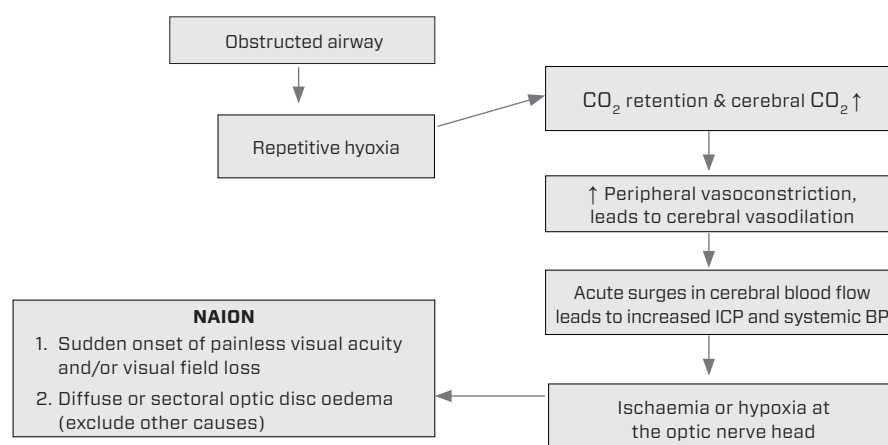 Obstructed airway
Repetitive hyoxia
CO₂ retention & cerebral CO₂ ↑
↑ Peripheral vasoconstriction,
leads to cerebral vasodilation
Acute surges in cerebral blood flow
leads to increased ICP and systemic BP
Ischaemia or hypoxia at
the optic nerve head
NAION
1. Sudden onset of painless visual acuity
and/or visual field loss
2. Diffuse or sectoral optic disc oedema
(exclude other causes)